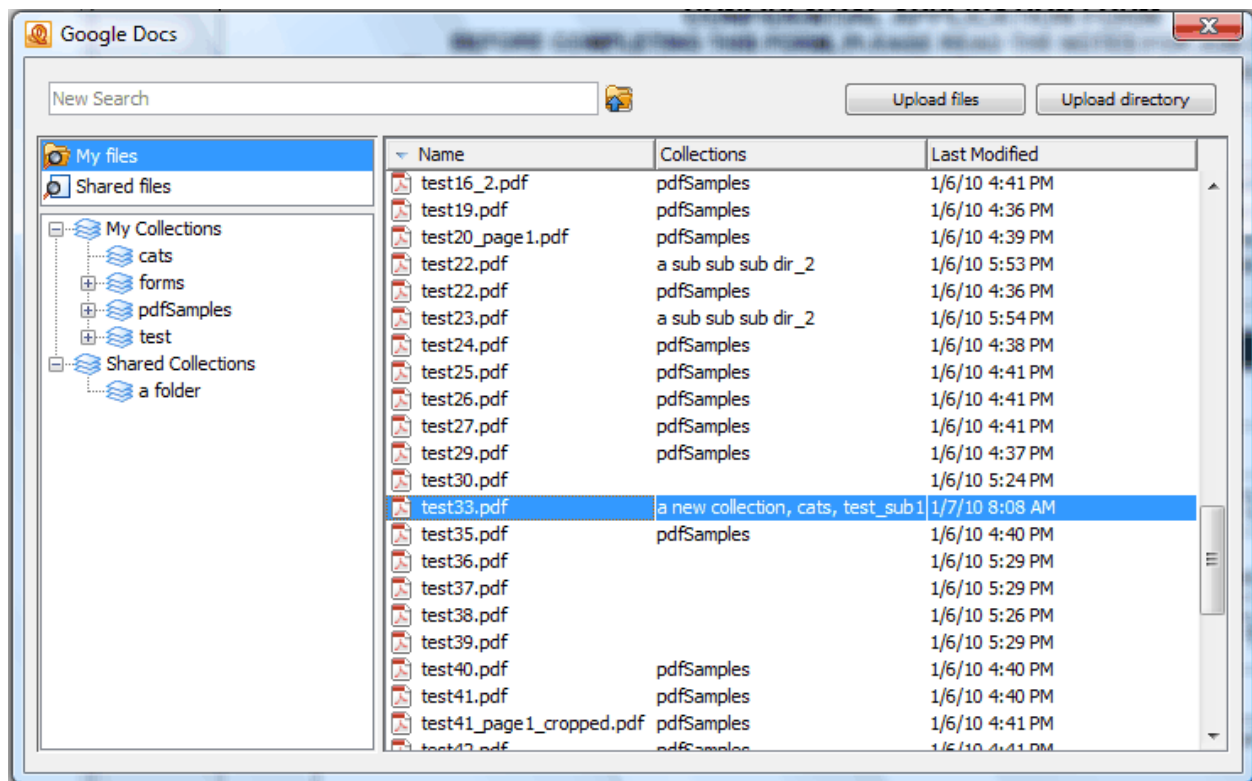 Google Docs
New Search
Upload files
Upload directory
My files
Shared files
My Collections
cats
forms
pdfSamples
test
Shared Collections
a folder
Name Collections Last Modified
test16_2.pdf pdfSamples 1/6/10 4:41 PM
test19.pdf pdfSamples 1/6/10 4:36 PM
test20_page1.pdf pdfSamples 1/6/10 4:39 PM
test22.pdf a sub sub sub dir_2 1/6/10 5:53 PM
test22.pdf pdfSamples 1/6/10 4:36 PM
test23.pdf a sub sub sub dir_2 1/6/10 5:54 PM
test24.pdf pdfSamples 1/6/10 4:38 PM
test25.pdf pdfSamples 1/6/10 4:41 PM
test26.pdf pdfSamples 1/6/10 4:41 PM
test27.pdf pdfSamples 1/6/10 4:41 PM
test29.pdf pdfSamples 1/6/10 4:37 PM
test30.pdf 1/6/10 5:24 PM
test33.pdf a new collection, cats, test_sub1 1/7/10 8:08 AM
test35.pdf pdfSamples 1/6/10 4:40 PM
test36.pdf 1/6/10 5:29 PM
test37.pdf 1/6/10 5:29 PM
test38.pdf 1/6/10 5:26 PM
test39.pdf 1/6/10 5:29 PM
test40.pdf pdfSamples 1/6/10 4:40 PM
test41.pdf pdfSamples 1/6/10 4:40 PM
test41_page1_cropped.pdf pdfSamples 1/6/10 4:41 PM
test42.pdf pdfSamples 1/6/10 4:41 PM